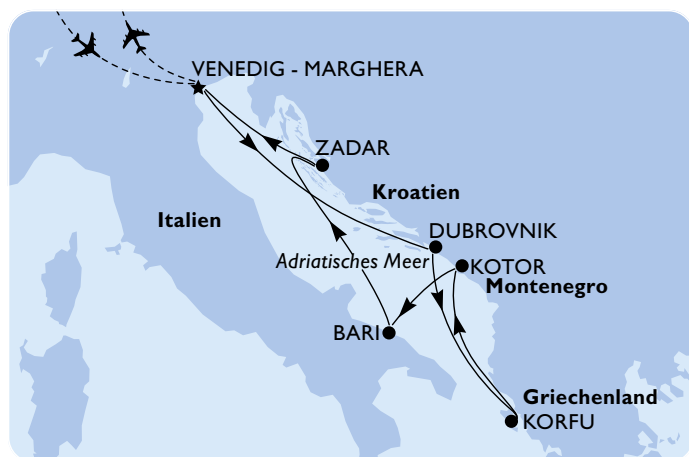 VENEDIG - MARGHERA
ZADAR
Kroatien
Italien
DUBROVNIK
Adriatisches Meer
KOTOR
Montenegro
BARI
Griechenland
KORFU